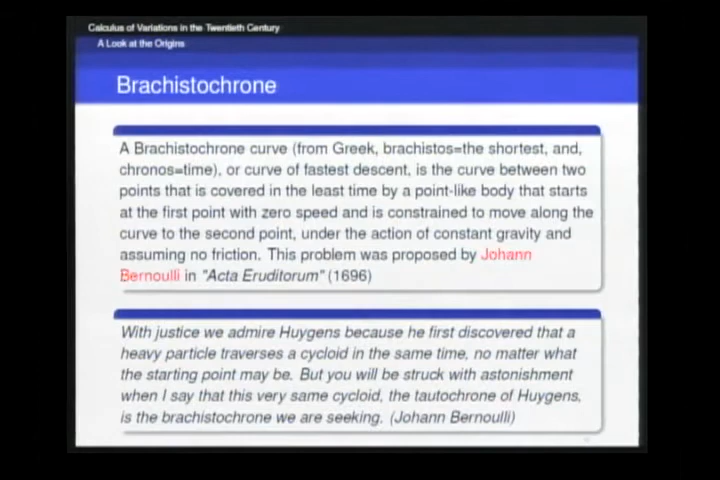 Calculus of Variations in the Twentieth Century
A Look at the Origins
Brachistochrone
A Brachistochrone curve (from Greek, brachistos=the shortest, and,
chronos=time), or curve of fastest descent, is the curve between two
points that is covered in the least time by a point-like body that starts
at the first point with zero speed and is constrained to move along the
curve to the second point, under the action of constant gravity and
assuming no friction. This problem was proposed by Johann
Bernoulli in "Acta Eruditorum" (1696)
With justice we admire Huygens because he first discovered that a
heavy particle traverses a cycloid in the same time, no matter what
the starting point may be. But you will be struck with astonishment
when I say that this very same cycloid, the tautochrone of Huygens,
is the brachistochrone we are seeking. (Johann Bernoulli)